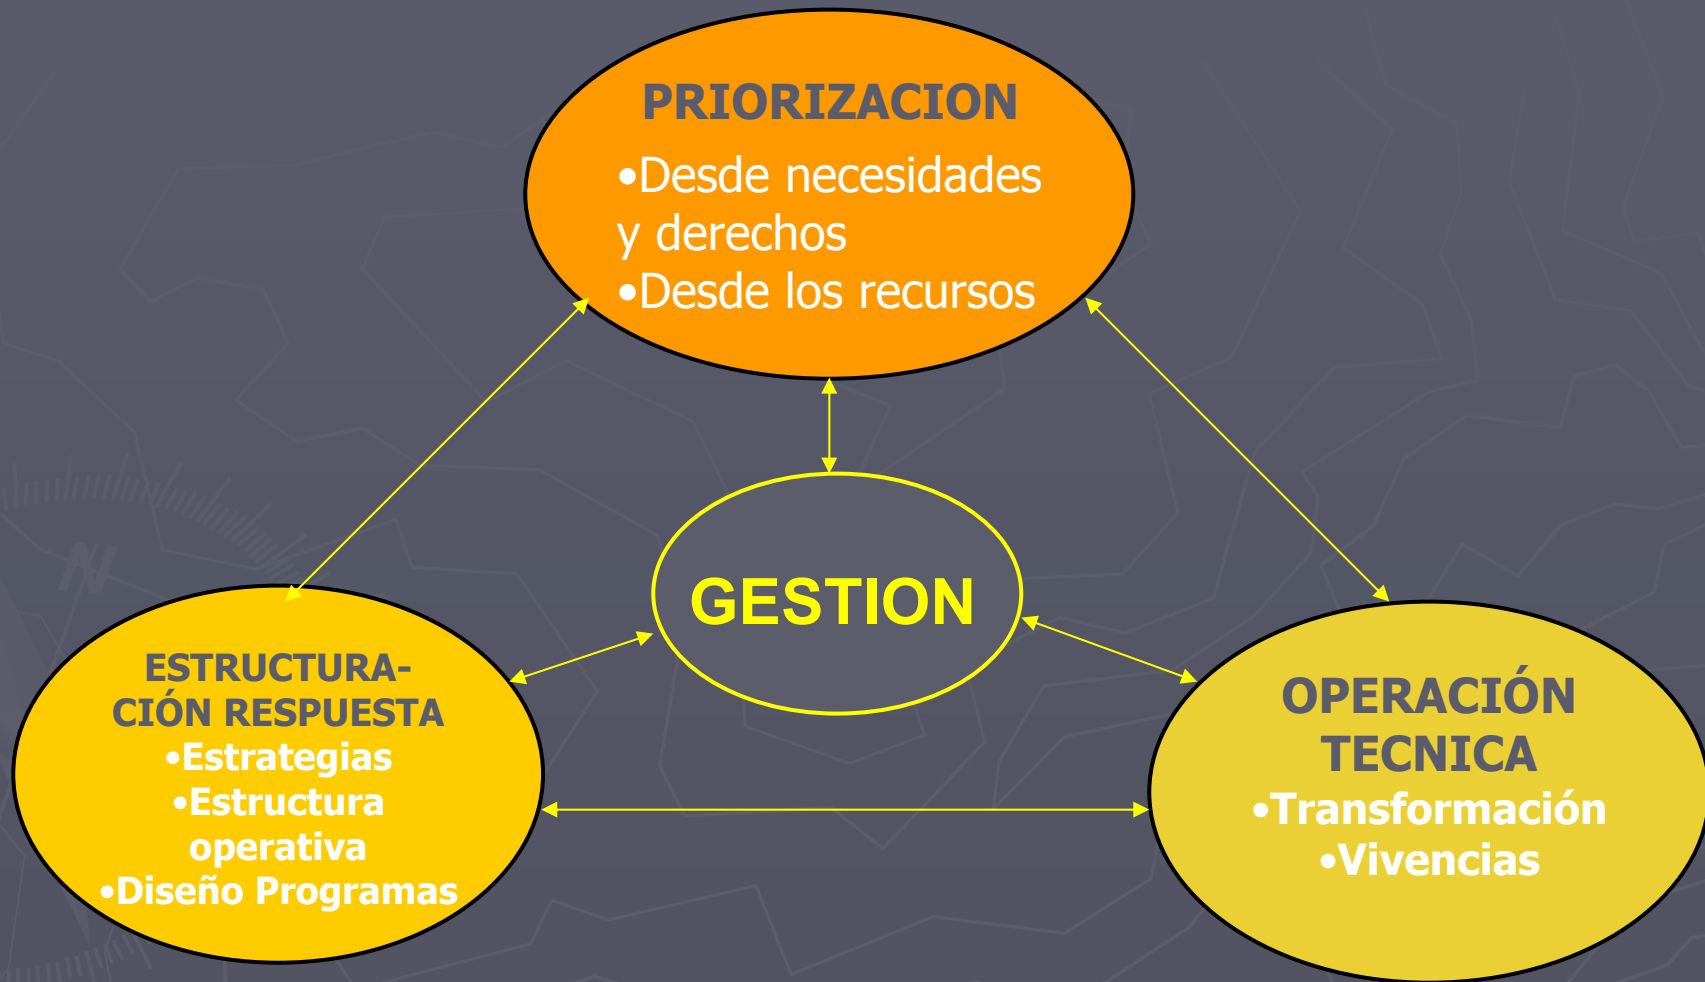 PRIORIZACION
•Desde necesidades
y derechos
•Desde los recursos
GESTION
ESTRUCTURA-
CIÓN RESPUESTA
•Estrategias
•Estructura
operativa
•Diseño Programas
OPERACIÓN
TECNICA
•Transformación
•Vivencias
N